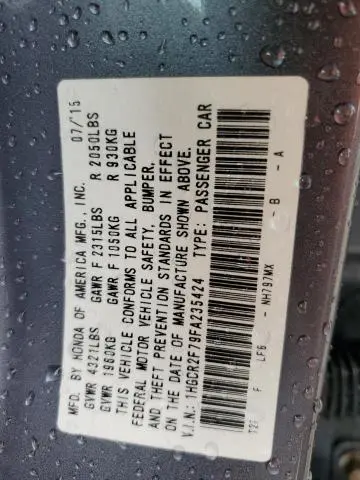 MFD. BY HONDA OF AMERICA MFG., INC. 07/'15
GVWR 4321LBS GAWR F 2315LBS R 2050LBS
GVWR 1960KG GAWR F 1050KG R 930KG
THIS VEHICLE CONFORMS TO ALL APPLICABLE
FEDERAL MOTOR VEHICLE SAFETY, BUMPER,
AND THEFT PREVENTION STANDARDS IN EFFECT
ON THE DATE OF MANUFACTURE SHOWN ABOVE.
V.I.N.: 1HGCR2F79FA235424 TYPE: PASSENGER CAR
F LF6 - NH797MX - B - A